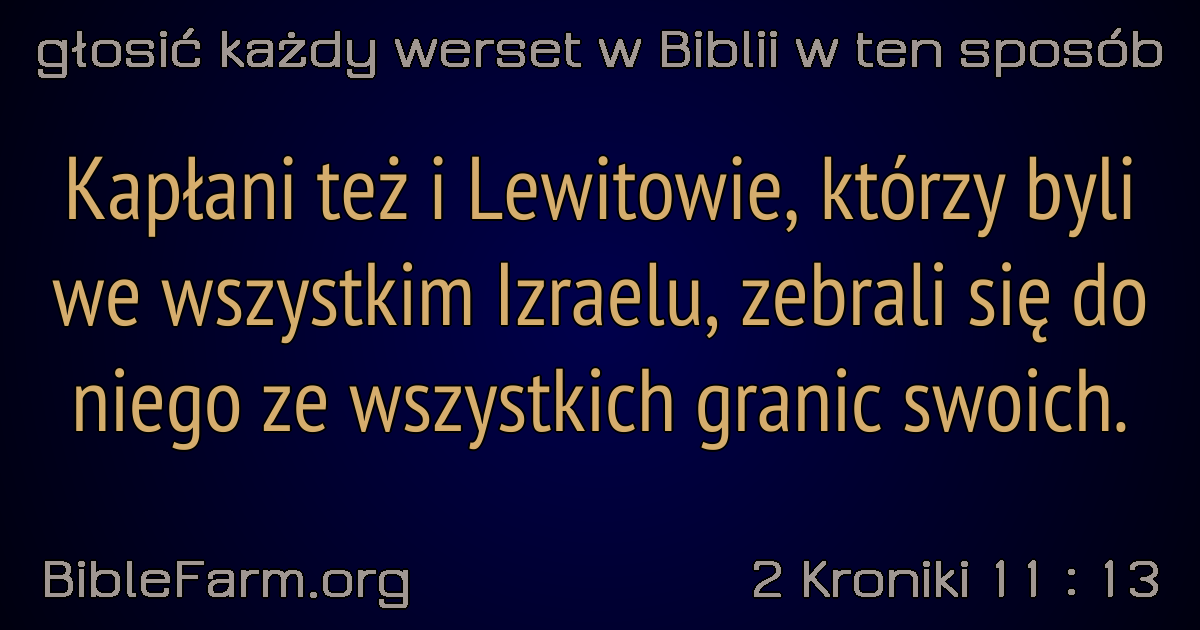 głosić każdy werset w Biblii w ten sposób
Kapłani też i Lewitowie, którzy byli
we wszystkim Izraelu, zebrali się do
niego ze wszystkich granic swoich.
BibleFarm.org
2 Kroniki 11 : 13